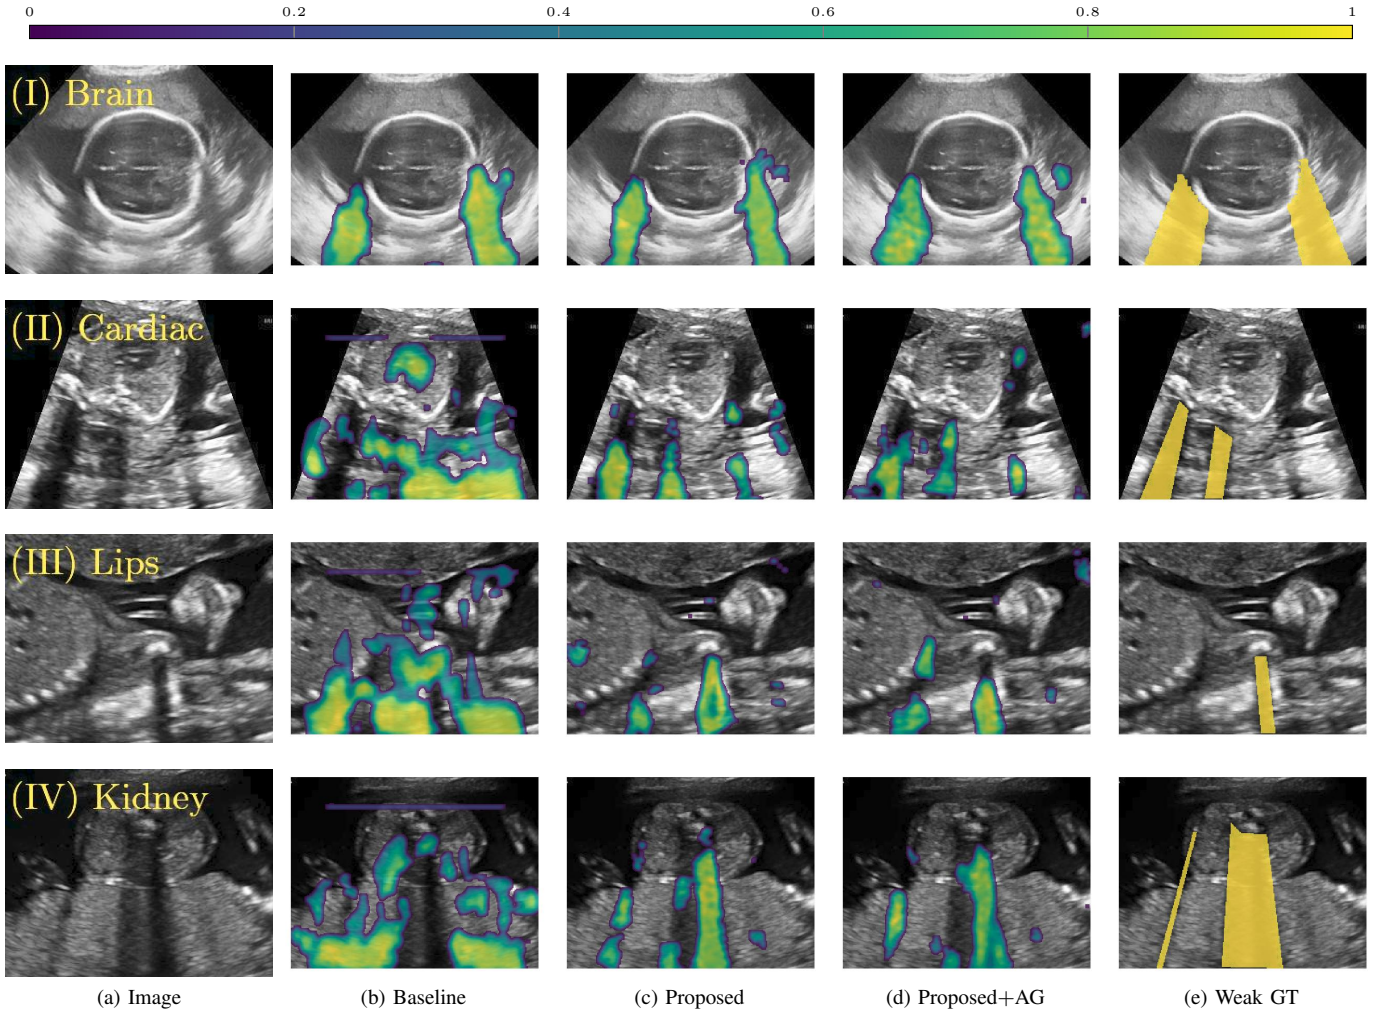 0 0.2 0.4 0.6 0.8 1
(I) Brain
(II) Cardiac
(III) Lips
(IV) Kidney
(a) Image (b) Baseline (c) Proposed (d) Proposed+AG (e) Weak GT